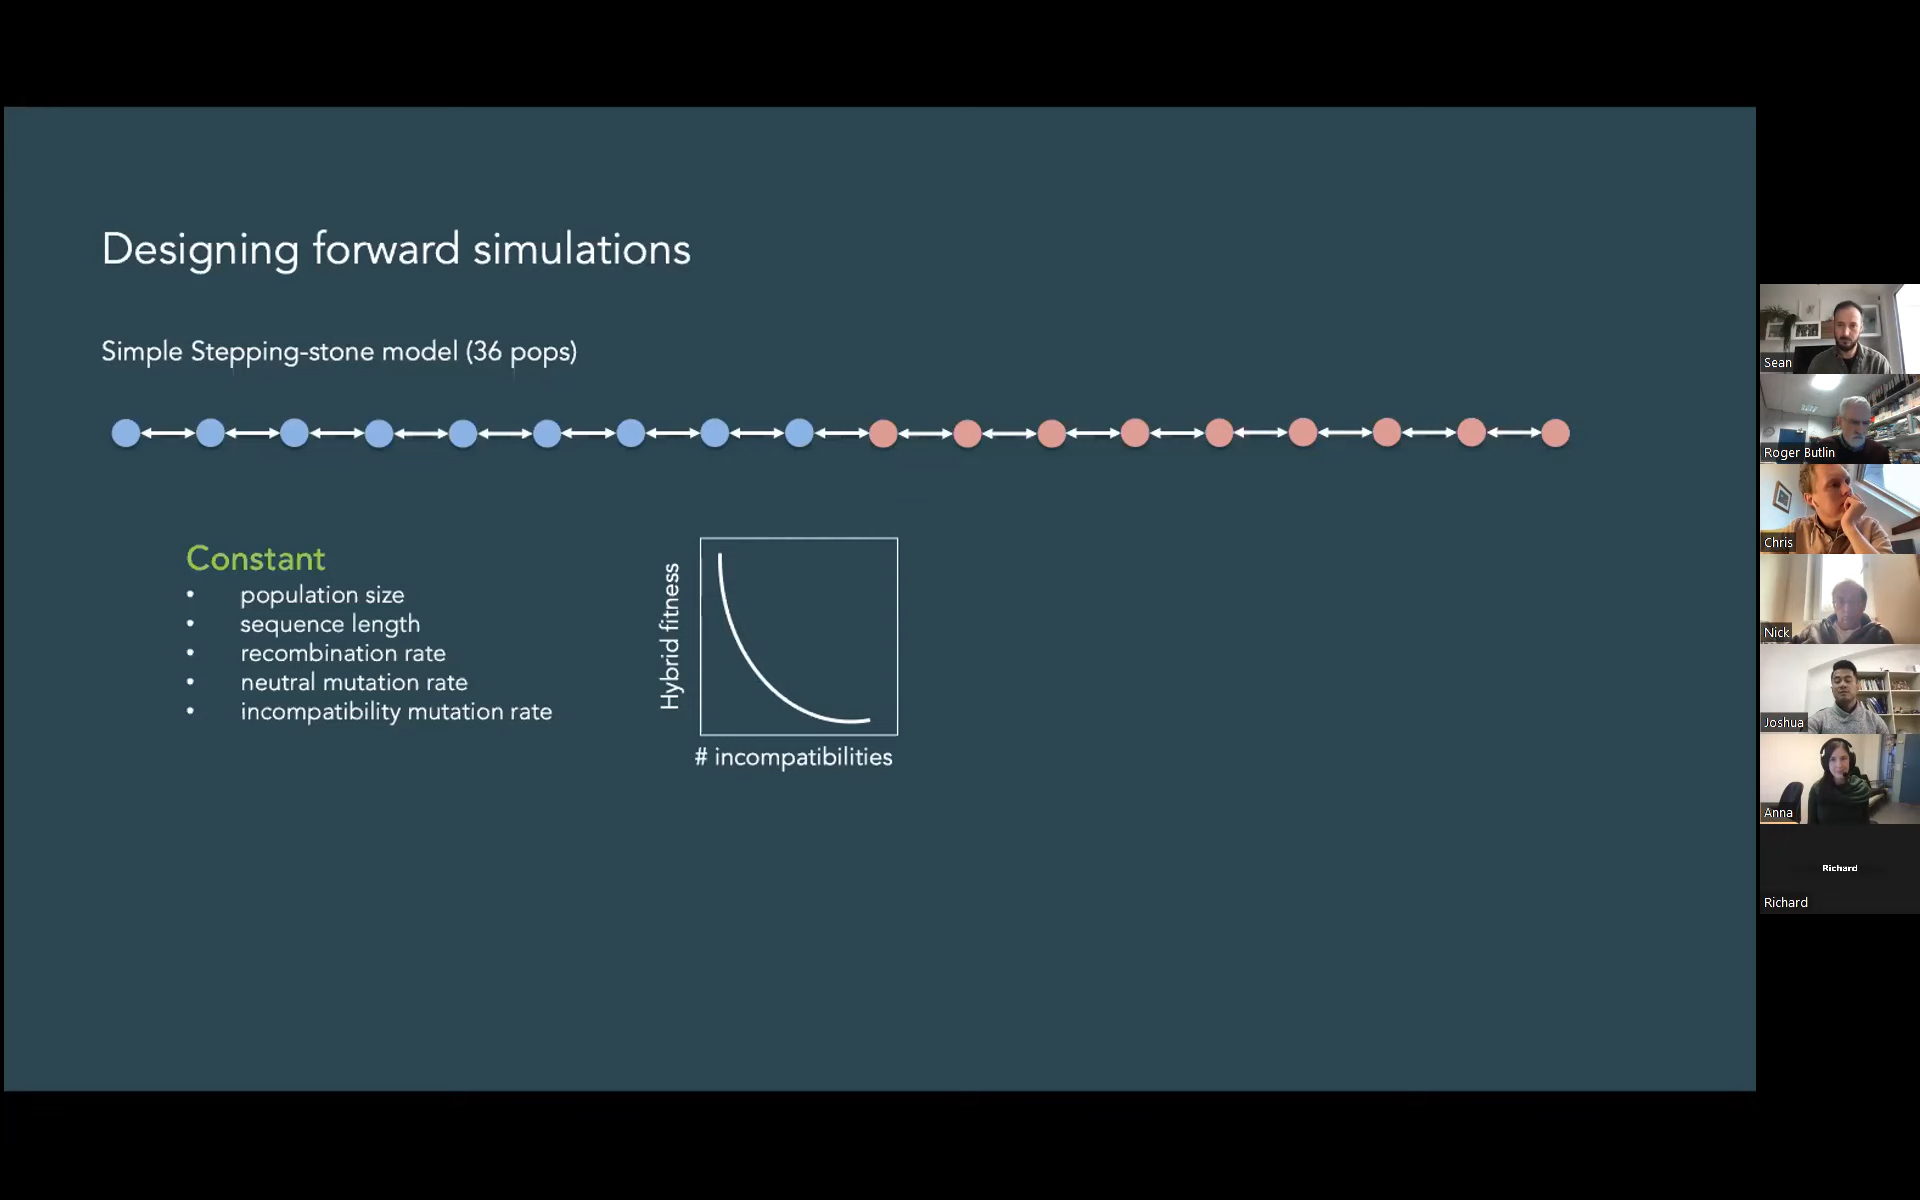 Designing forward simulations
Simple Stepping-stone model (36 pops)
Constant
• population size
• sequence length
• recombination rate
• neutral mutation rate
• incompatibility mutation rate
Hybrid fitness
# incompatibilities
Sean
Roger Butlin
Chris
Nick
Joshua
Anna
Richard
Richard